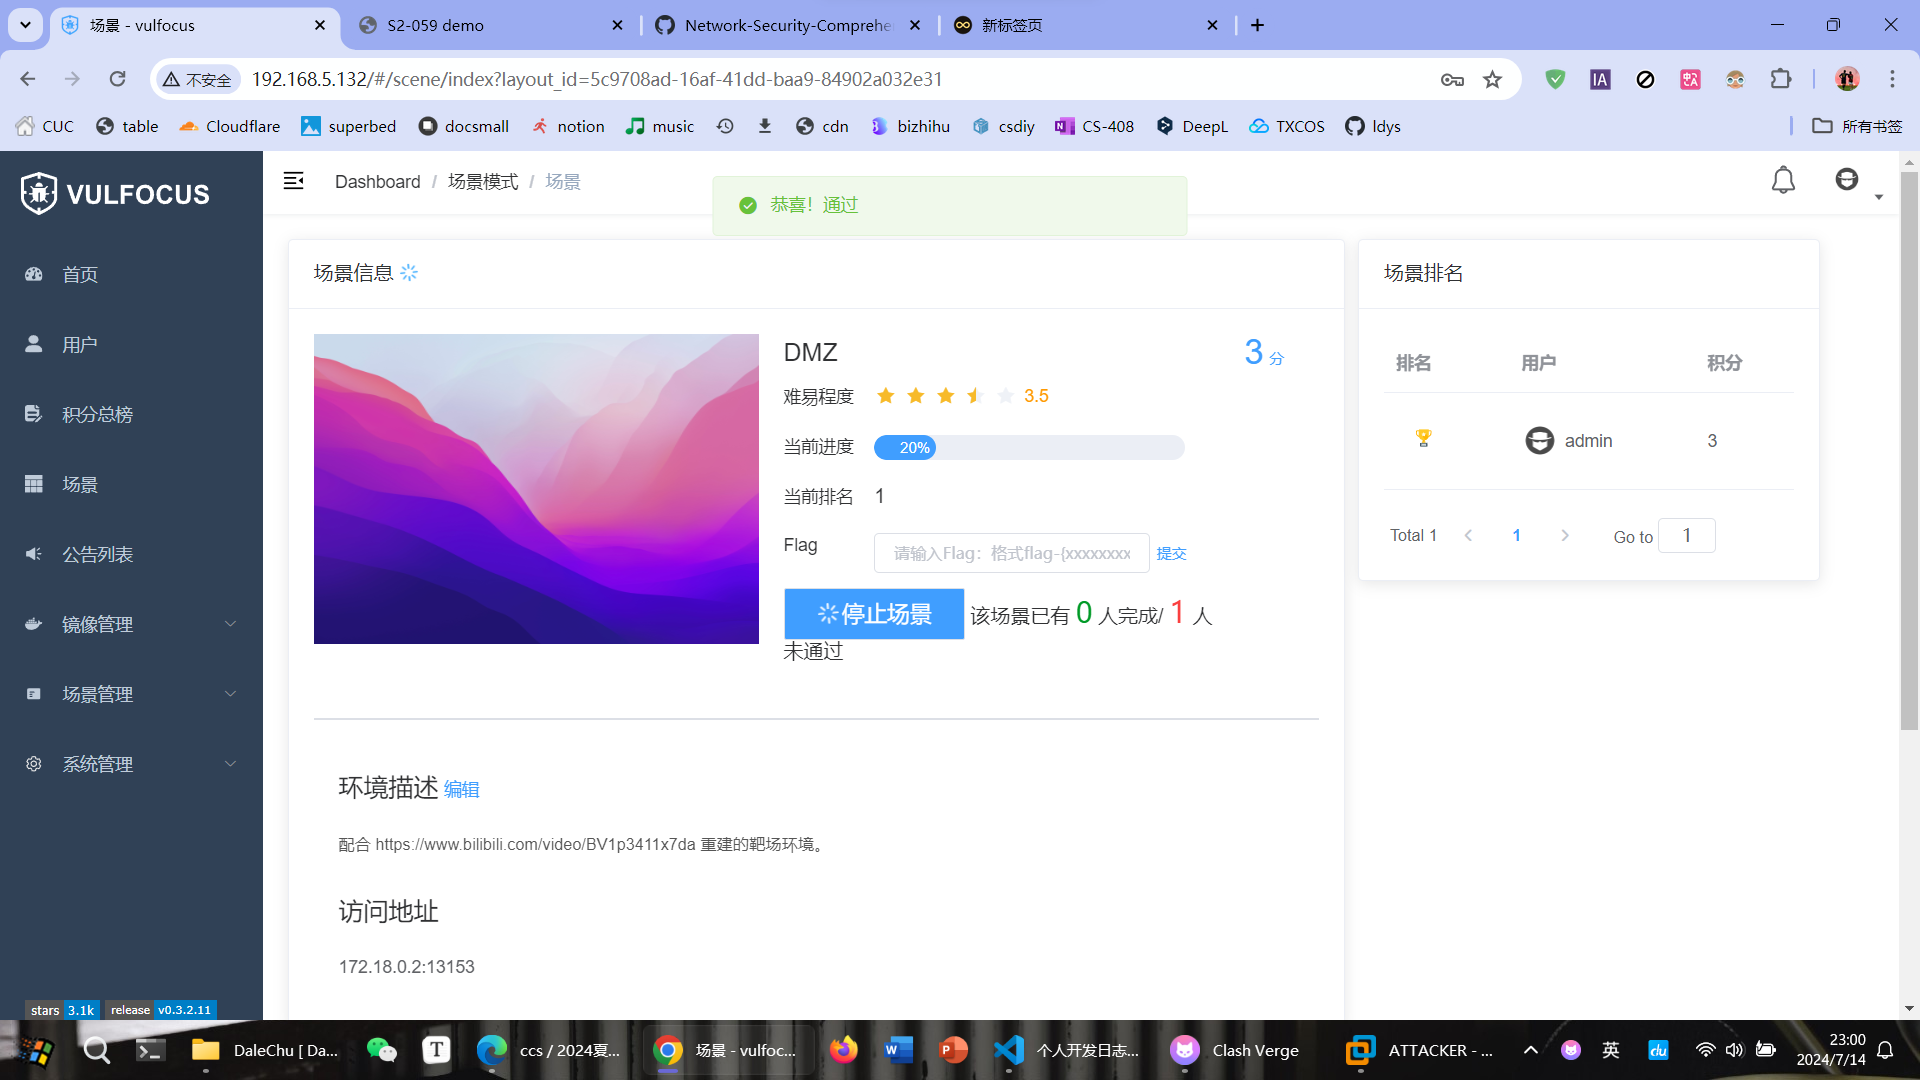 场景 - vulfocus
S2-059 demo
Network-Security-Comprehe
新标签页
不安全
192.168.5.132/#/scene/index?layout_id=5c9708ad-16af-41dd-baa9-84902a032e31
CUC
table
Cloudflare
superbed
docsmall
notion
music
cdn
bizhihu
csdiy
CS-408
DeepL
TXCOS
ldys
所有书签
VULFOCUS
Dashboard / 场景模式 / 场景
恭喜！通过
首页
用户
积分总榜
场景
公告列表
镜像管理
场景管理
系统管理
stars 3.1k
release v0.3.2.11
场景信息
DMZ
3 分
难易程度
3.5
当前进度
20%
当前排名
1
Flag
请输入Flag：格式flag-{xxxxxxxx
提交
停止场景
该场景已有 0 人完成/ 1 人
未通过
环境描述 编辑
配合 https://www.bilibili.com/video/BV1p3411x7da 重建的靶场环境。
访问地址
172.18.0.2:13153
场景排名
排名 用户 积分
admin 3
Total 1
1
Go to 1
DaleChu [ Da...
T
ccs / 2024夏...
场景 - vulfoc...
个人开发日志...
Clash Verge
ATTACKER - ...
英
du
23:00
2024/7/14